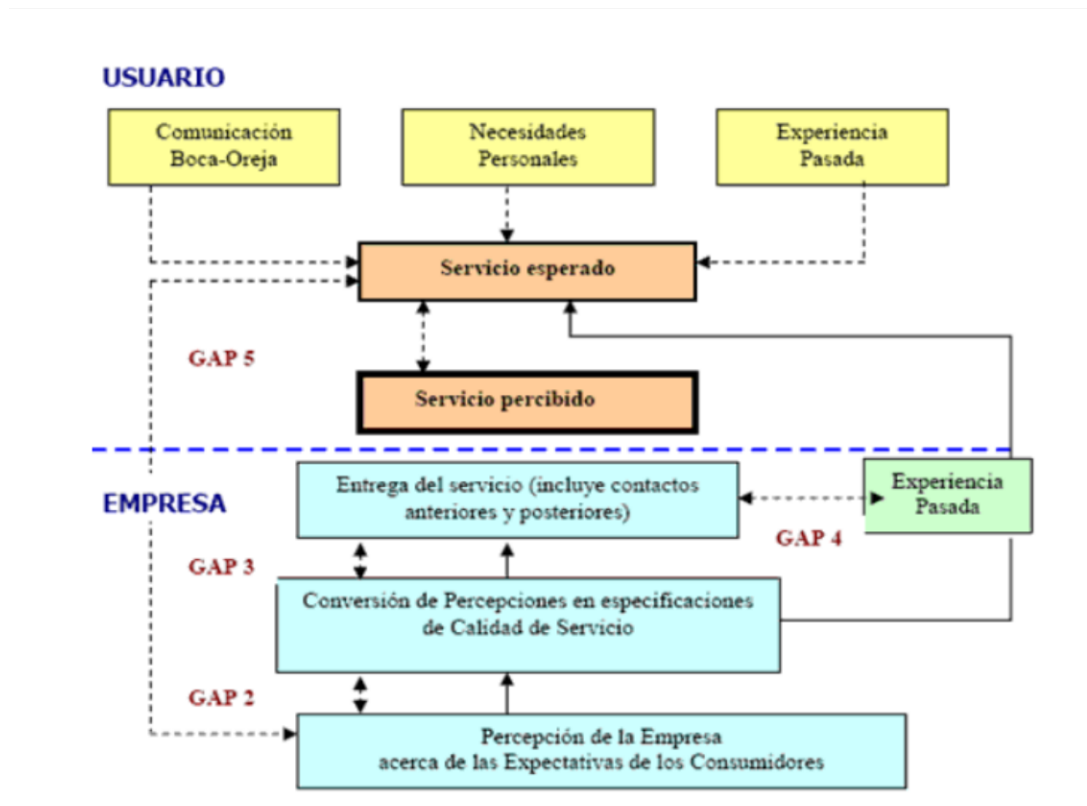 USUARIO
Comunicación
Boca-Oreja
Necesidades
Personales
Experiencia
Pasada
Servicio esperado
GAP 5
Servicio percibido
EMPRESA
Entrega del servicio (incluye contactos
anteriores y posteriores)
Experiencia
Pasada
GAP 4
GAP 3
Conversión de Percepciones en especificaciones
de Calidad de Servicio
GAP 2
Percepción de la Empresa
acerca de las Expectativas de los Consumidores